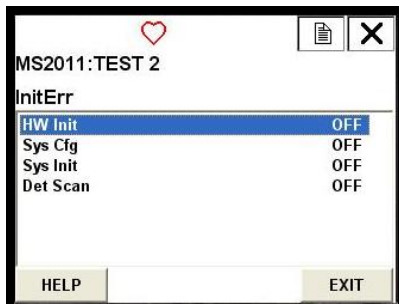 MS2011:TEST 2
InitErr
HW Init OFF
Sys Cfg OFF
Sys Init OFF
Det Scan OFF
HELP EXIT